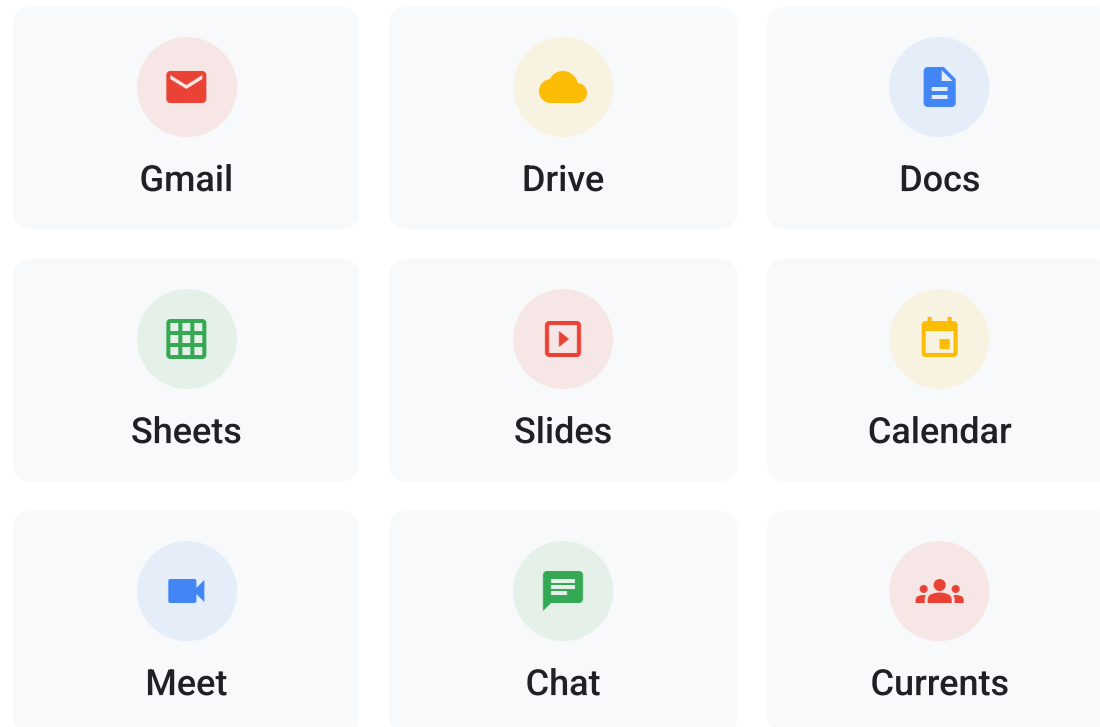 Gmail
Drive
Docs
Sheets
Slides
Calendar
Meet
Chat
Currents